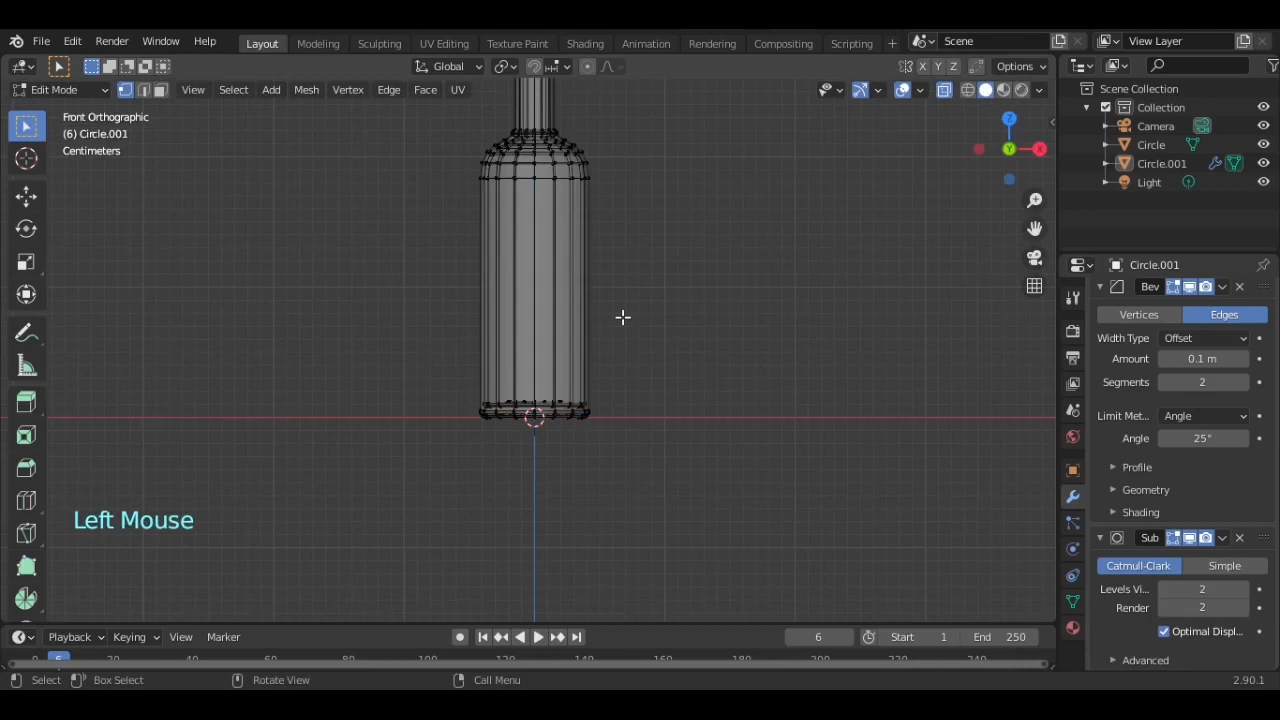 File Edit Render Window Help Layout Modeling Sculpting UV Editing Texture Paint Shading Animation Rendering Compositing Scripting Scene View Layer
Global X Y Z Options
Edit Mode View Select Add Mesh Vertex Edge Face UV
Front Orthographic
(6) Circle.001
Centimeters
Z
Y
X
Left Mouse
Scene Collection
Collection
Camera
Circle
Circle.001
Light
Circle.001
Bev
Vertices Edges
Width Type Offset
Amount 0.1 m
Segments 2
Limit Met... Angle
Angle 25°
Profile
Geometry
Shading
Sub
Catmull-Clark Simple
Levels Vi... 2
Render 2
Optimal Displ...
Advanced
Playback Keying View Marker 6 Start 1 End 250
Select Box Select Rotate View Call Menu 2.90.1